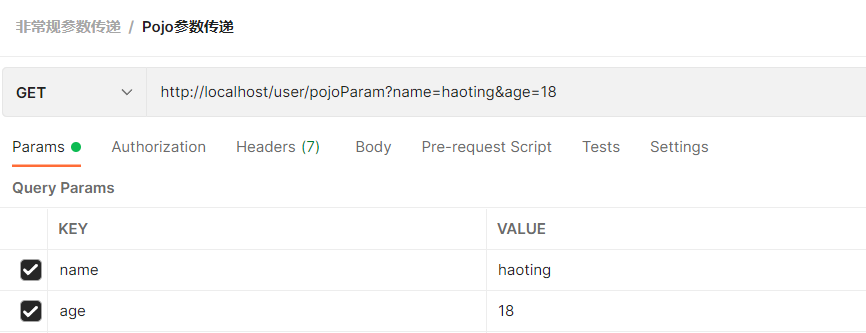 非常规参数传递 / Pojo参数传递
GET http://localhost/user/pojoParam?name=haoting&age=18
Params Authorization Headers (7) Body Pre-request Script Tests Settings
Query Params
KEY VALUE
name haoting
age 18